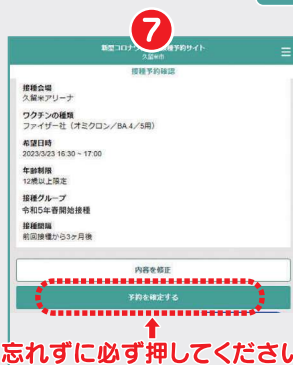 7
新型コロナワクチン接種予約サイト
久留米市
接種予約確認
接種会場
久留米アリーナ
ワクチンの種類
ファイザー社（オミクロン／BA.4／5用）
希望日時
2023/3/23 16:30 ~ 17:00
年齢制限
12歳以上限定
接種グループ
令和5年春開始接種
接種間隔
前回接種から3ヶ月後
内容を修正
予約を確定する
忘れずに必ず押してください